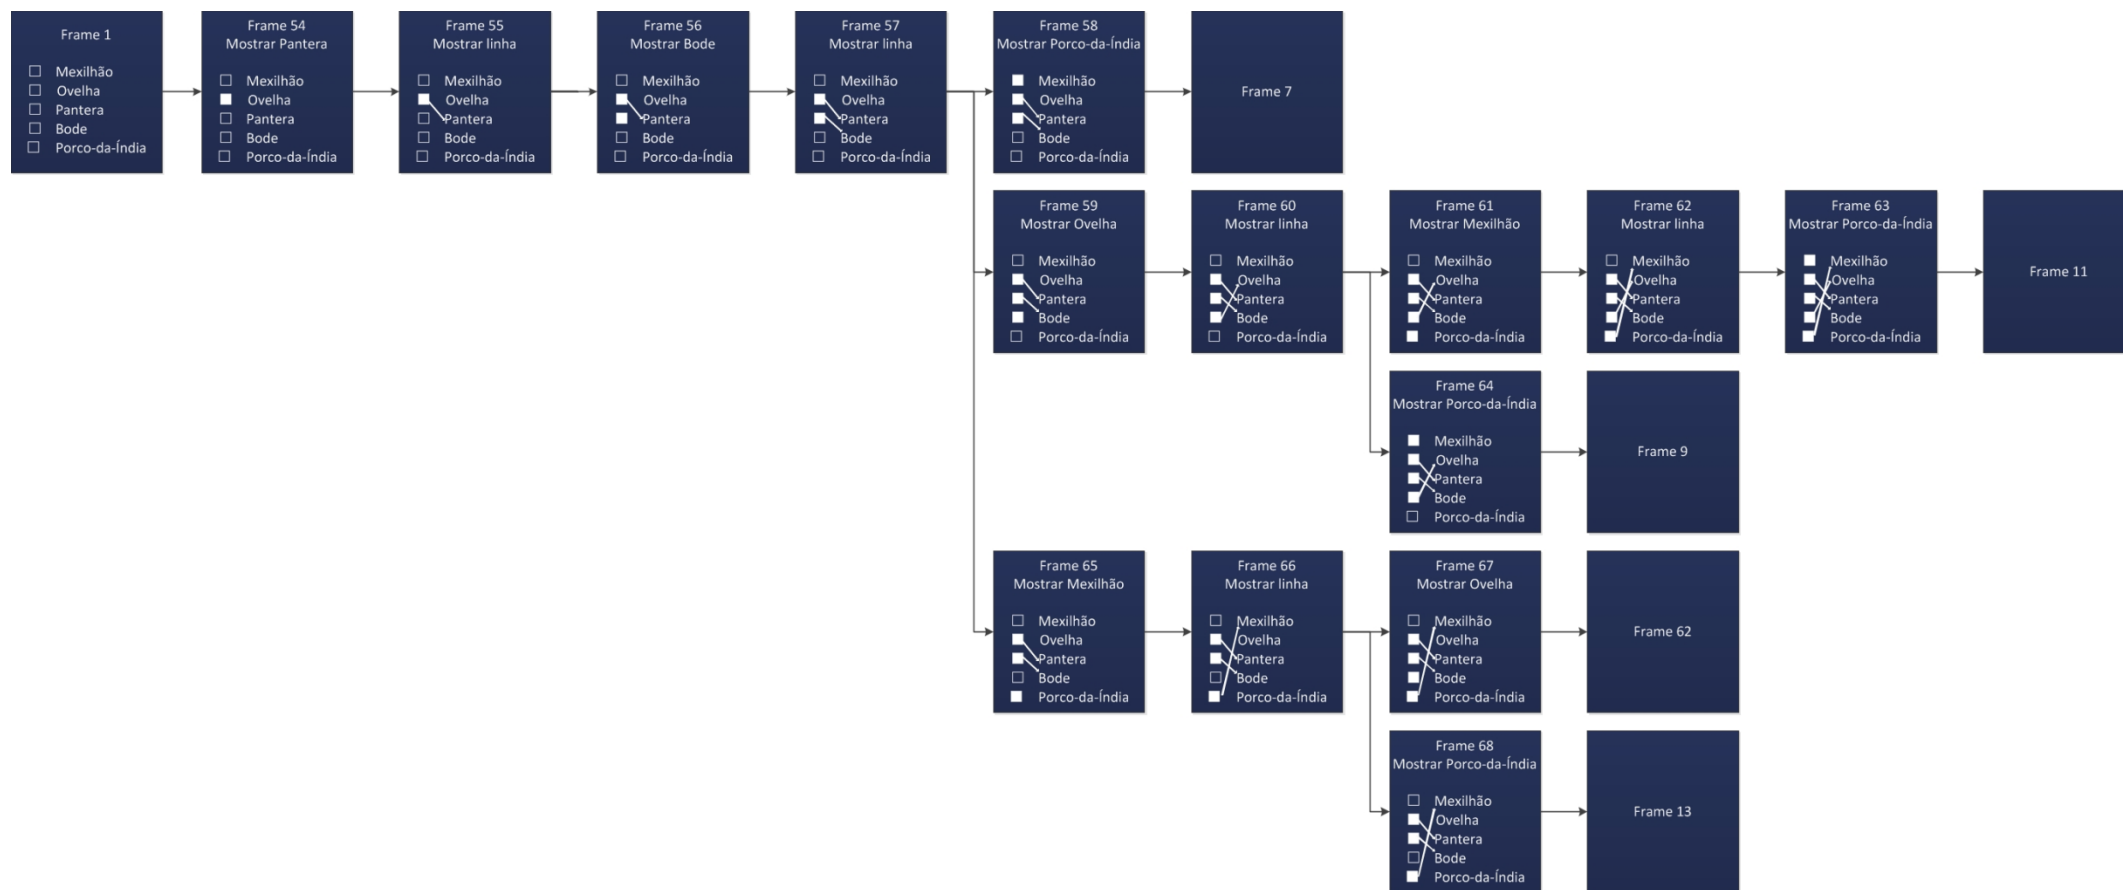 Frame 1
Mexilhão
Ovelha
Pantera
Bode
Porco-da-Índia
Frame 54
Mostrar Pantera
Mexilhão
Ovelha
Pantera
Bode
Porco-da-Índia
Frame 55
Mostrar linha
Mexilhão
Ovelha
Pantera
Bode
Porco-da-Índia
Frame 56
Mostrar Bode
Mexilhão
Ovelha
Pantera
Bode
Porco-da-Índia
Frame 57
Mostrar linha
Mexilhão
Ovelha
Pantera
Bode
Porco-da-Índia
Frame 58
Mostrar Porco-da-Índia
Mexilhão
Ovelha
Pantera
Bode
Porco-da-Índia
Frame 7
Frame 59
Mostrar Ovelha
Mexilhão
Ovelha
Pantera
Bode
Porco-da-Índia
Frame 60
Mostrar linha
Mexilhão
Ovelha
Pantera
Bode
Porco-da-Índia
Frame 61
Mostrar Mexilhão
Mexilhão
Ovelha
Pantera
Bode
Porco-da-Índia
Frame 62
Mostrar linha
Mexilhão
Ovelha
Pantera
Bode
Porco-da-Índia
Frame 63
Mostrar Porco-da-Índia
Mexilhão
Ovelha
Pantera
Bode
Porco-da-Índia
Frame 11
Frame 64
Mostrar Porco-da-Índia
Mexilhão
Ovelha
Pantera
Bode
Porco-da-Índia
Frame 9
Frame 65
Mostrar Mexilhão
Mexilhão
Ovelha
Pantera
Bode
Porco-da-Índia
Frame 66
Mostrar linha
Mexilhão
Ovelha
Pantera
Bode
Porco-da-Índia
Frame 67
Mostrar Ovelha
Mexilhão
Ovelha
Pantera
Bode
Porco-da-Índia
Frame 62
Frame 68
Mostrar Porco-da-Índia
Mexilhão
Ovelha
Pantera
Bode
Porco-da-Índia
Frame 13